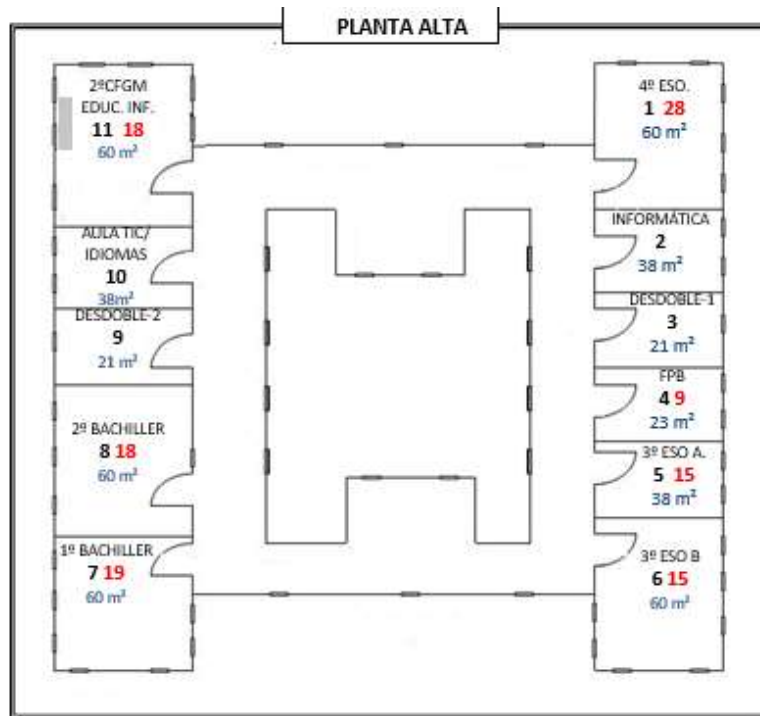 PLANTA ALTA
2ºCFGM
EDUC. INF.
11 18
60 m²
AULA TIC/
IDIOMAS
10
38m²
DESDOBLE-2
9
21 m²
2º BACHILLER
8 18
60 m²
1º BACHILLER
7 19
60 m²
4º ESO.
1 28
60 m²
INFORMÁTICA
2
38 m²
DESDOBLE-1
3
21 m²
FPB
4 9
23 m²
3º ESO A.
5 15
38 m²
3º ESO B
6 15
60 m²